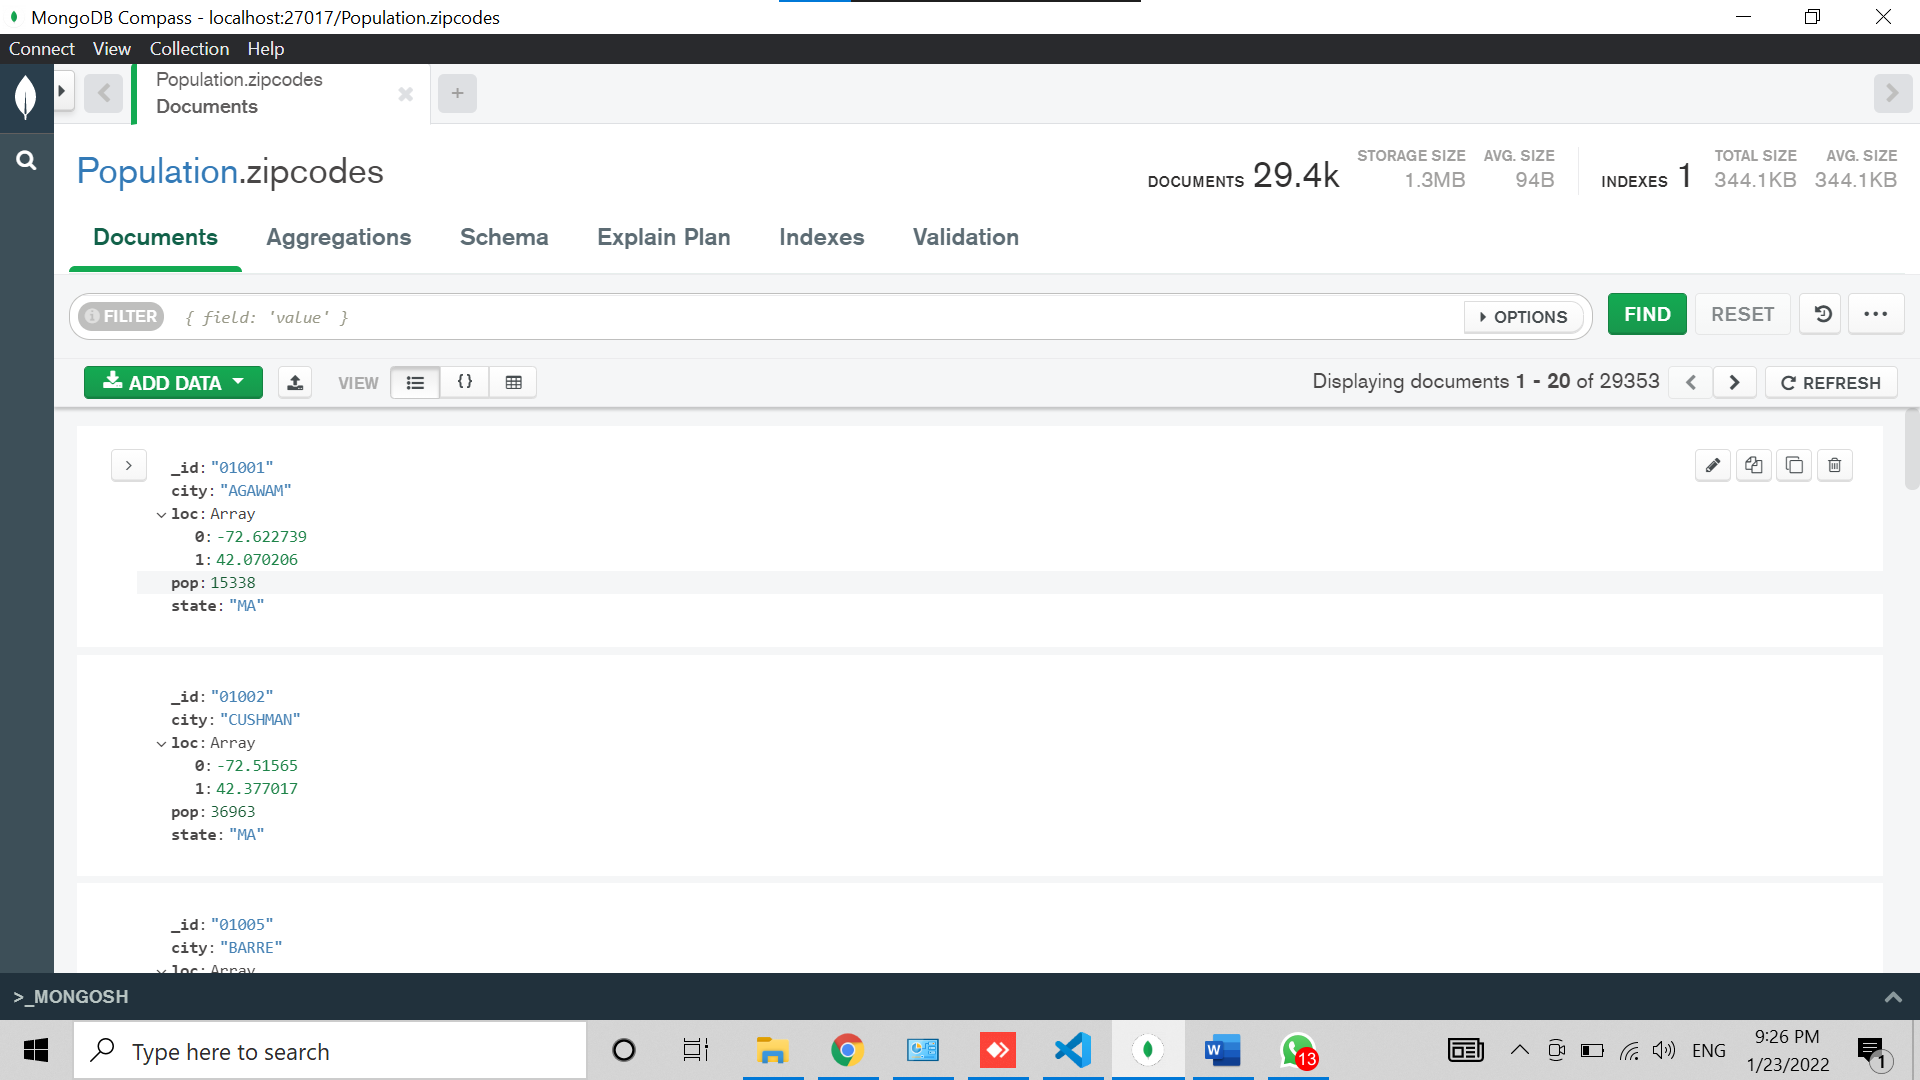 MongoDB Compass - localhost:27017/Population.zipcodes
Connect View Collection Help
Population.zipcodes
Documents
Population.zipcodes
DOCUMENTS 29.4k STORAGE SIZE 1.3MB AVG. SIZE 94B INDEXES 1 TOTAL SIZE 344.1KB AVG. SIZE 344.1KB
Documents Aggregations Schema Explain Plan Indexes Validation
FILTER { field: 'value' } OPTIONS FIND RESET
ADD DATA VIEW {} Displaying documents 1 - 20 of 29353 REFRESH
_id: "01001"
city: "AGAWAM"
loc: Array
0: -72.622739
1: 42.070206
pop: 15338
state: "MA"
_id: "01002"
city: "CUSHMAN"
loc: Array
0: -72.51565
1: 42.377017
pop: 36963
state: "MA"
_id: "01005"
city: "BARRE"
loc: Array
>_MONGOSH
Type here to search
W
13
ENG
9:26 PM
1/23/2022
1